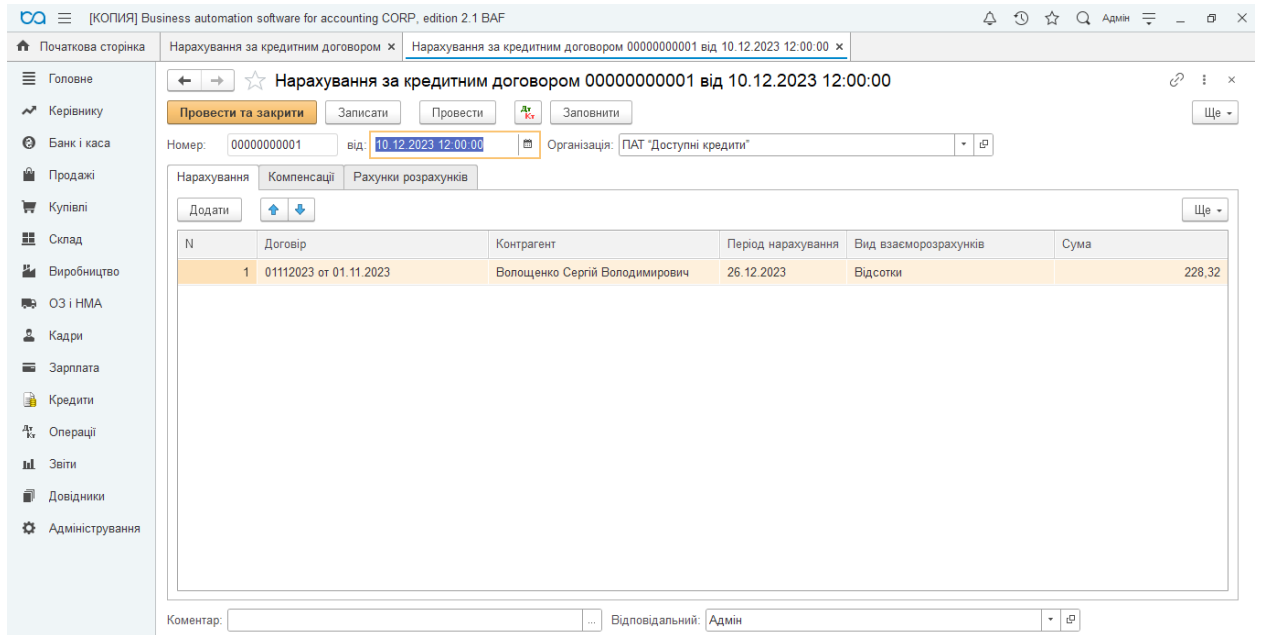 [КОПИЯ] Business automation software for accounting CORP, edition 2.1 BAF Адмін
Початкова сторінка Нарахування за кредитним договором × Нарахування за кредитним договором 00000000001 від 10.12.2023 12:00:00 ×
Головне
Керівнику
Банк і каса
Продажі
Купівлі
Склад
Виробництво
ОЗ і НМА
Кадри
Зарплата
Кредити
Операції
Звіти
Довідники
Адміністрування
Нарахування за кредитним договором 00000000001 від 10.12.2023 12:00:00
Провести та закрити Записати Провести Дт Кт Заповнити Ще
Номер: 00000000001 від: 10.12.2023 12:00:00 Організація: ПАТ "Доступні кредити"
Нарахування Компенсації Рахунки розрахунків
Додати Ще
N Договір Контрагент Період нарахування Вид взаєморозрахунків Сума
1 01112023 от 01.11.2023 Волощенко Сергій Володимирович 26.12.2023 Відсотки 228,32
Коментар: ... Відповідальний: Адмін